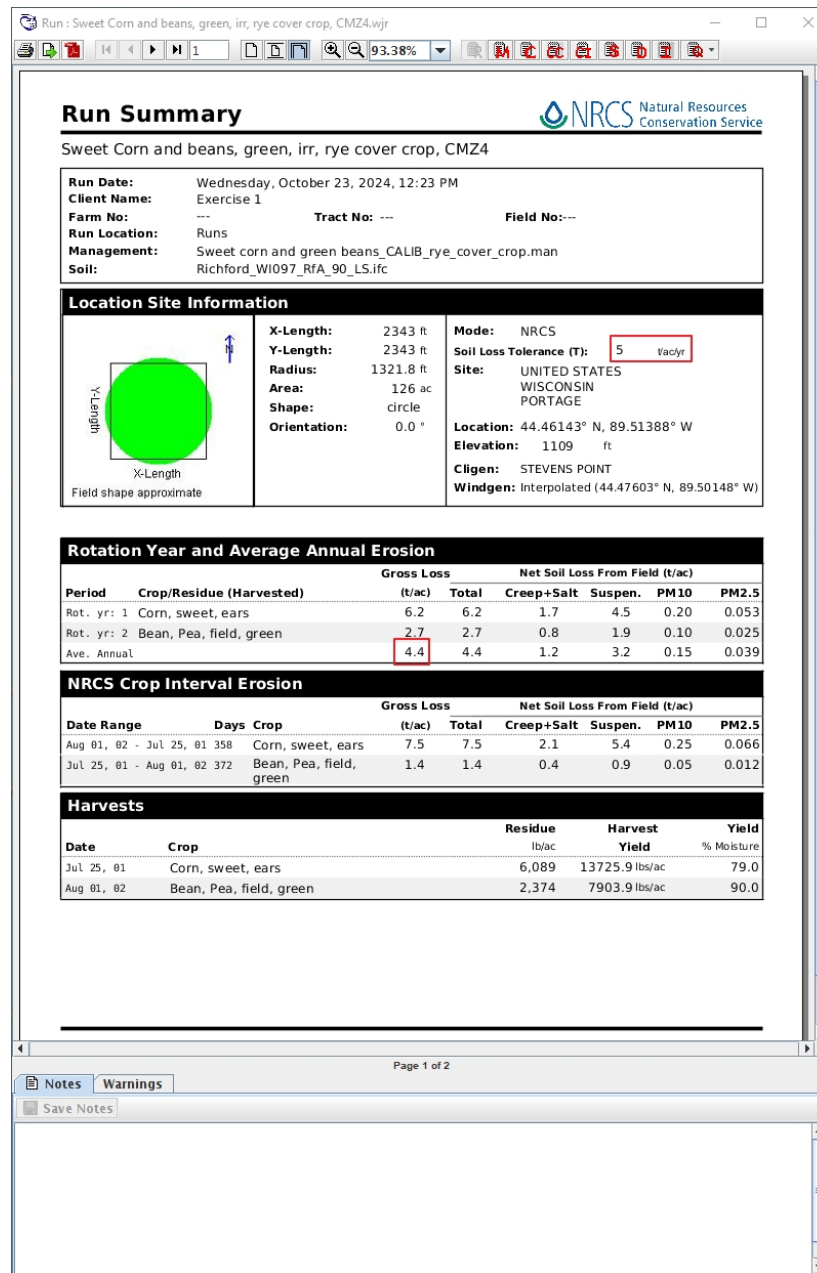 Run : Sweet Corn and beans, green, irr, rye cover crop, CMZ4.wjr
1 93.38%
Run Summary
NRCS Natural Resources
Conservation Service
Sweet Corn and beans, green, irr, rye cover crop, CMZ4
Run Date: Wednesday, October 23, 2024, 12:23 PM
Client Name: Exercise 1
Farm No: --- Tract No: --- Field No:---
Run Location: Runs
Management: Sweet corn and green beans_CALIB_rye_cover_crop.man
Soil: Richford_WI097_RfA_90_LS.ifc
Location Site Information
N
Y-Length
X-Length
Field shape approximate
X-Length: 2343 ft
Y-Length: 2343 ft
Radius: 1321.8 ft
Area: 126 ac
Shape: circle
Orientation: 0.0 °
Mode: NRCS
Soil Loss Tolerance (T): 5 t/ac/yr
Site: UNITED STATES
WISCONSIN
PORTAGE
Location: 44.46143° N, 89.51388° W
Elevation: 1109 ft
Cligen: STEVENS POINT
Windgen: Interpolated (44.47603° N, 89.50148° W)
Rotation Year and Average Annual Erosion
Gross Loss Net Soil Loss From Field (t/ac)
Period Crop/Residue (Harvested) (t/ac) Total Creep+Salt Suspen. PM10 PM2.5
Rot. yr: 1 Corn, sweet, ears 6.2 6.2 1.7 4.5 0.20 0.053
Rot. yr: 2 Bean, Pea, field, green 2.7 2.7 0.8 1.9 0.10 0.025
Ave. Annual 4.4 4.4 1.2 3.2 0.15 0.039
NRCS Crop Interval Erosion
Gross Loss Net Soil Loss From Field (t/ac)
Date Range Days Crop (t/ac) Total Creep+Salt Suspen. PM10 PM2.5
Aug 01, 02 - Jul 25, 01 358 Corn, sweet, ears 7.5 7.5 2.1 5.4 0.25 0.066
Jul 25, 01 - Aug 01, 02 372 Bean, Pea, field, 1.4 1.4 0.4 0.9 0.05 0.012
green
Harvests
Residue Harvest Yield
Date Crop lb/ac Yield % Moisture
Jul 25, 01 Corn, sweet, ears 6,089 13725.9 lbs/ac 79.0
Aug 01, 02 Bean, Pea, field, green 2,374 7903.9 lbs/ac 90.0
Page 1 of 2
Notes Warnings
Save Notes